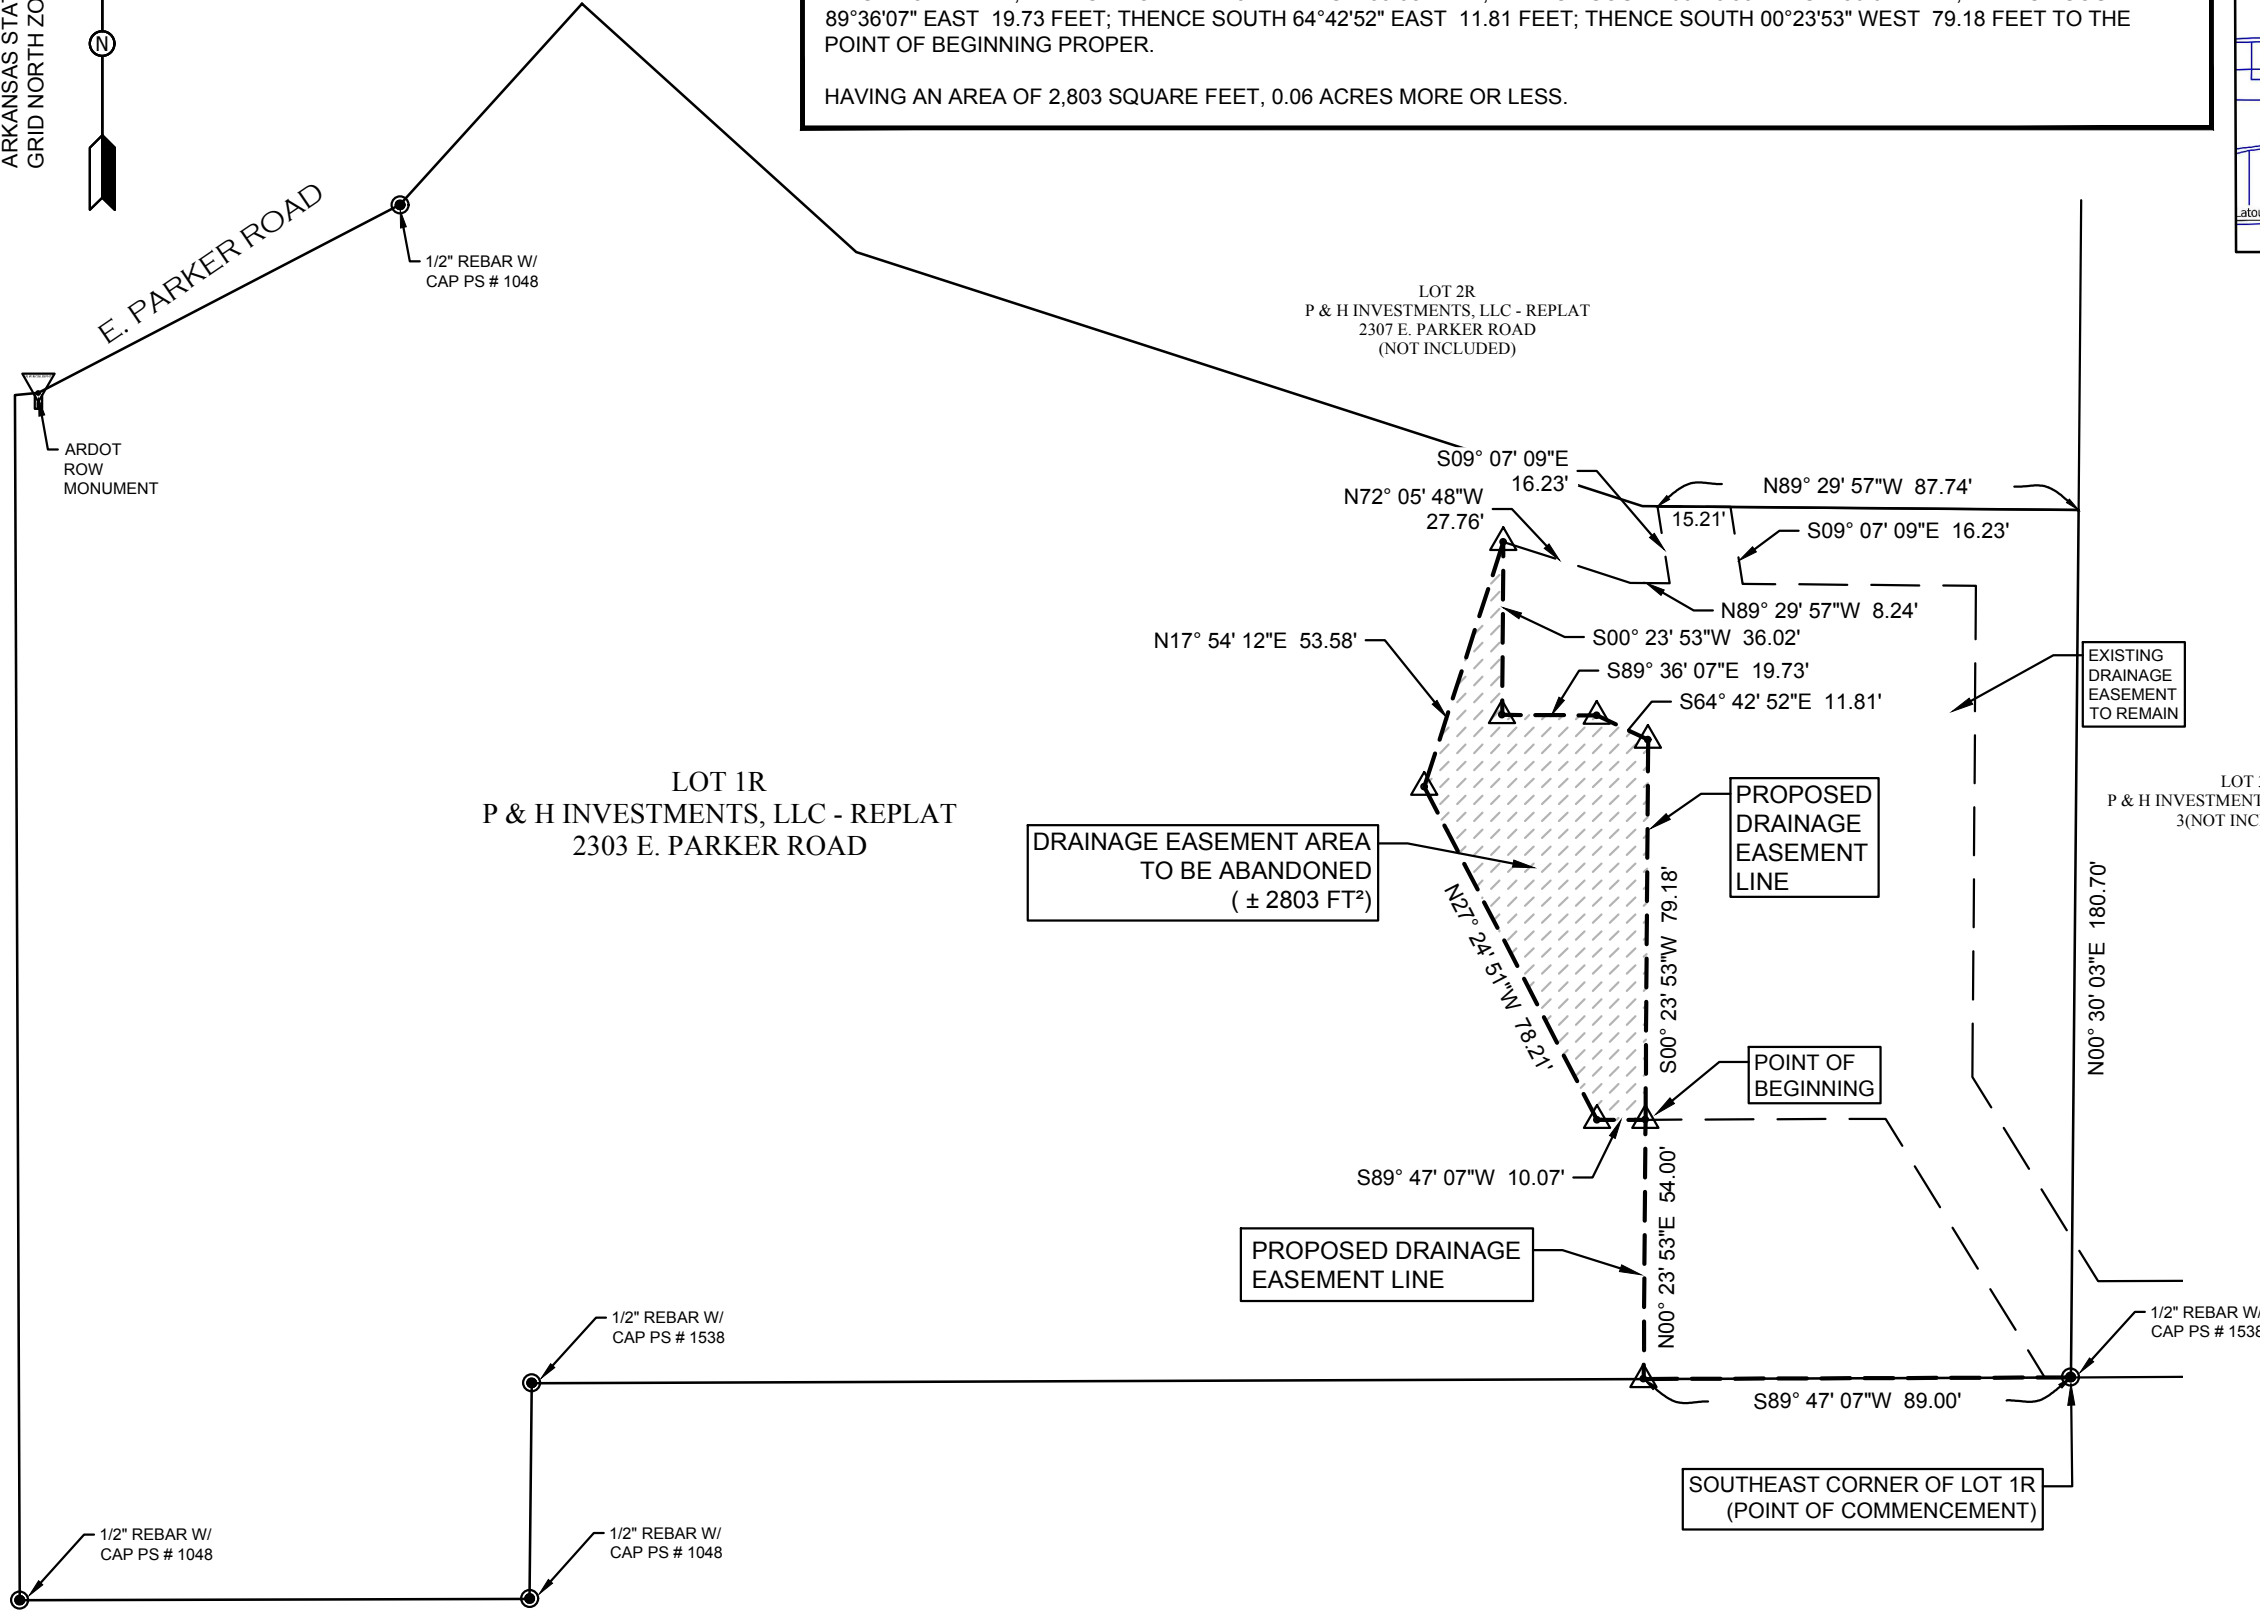 ARKANSAS
GRID NORTH
N
89°36'07" EAST 19.73 FEET; THENCE SOUTH 64°42'52" EAST 11.81 FEET; THENCE SOUTH 00°23'53" WEST 79.18 FEET TO THE
POINT OF BEGINNING PROPER.
HAVING AN AREA OF 2,803 SQUARE FEET, 0.06 ACRES MORE OR LESS.
E. PARKER ROAD
1/2" REBAR W/
CAP PS # 1048
ARDOT
ROW
MONUMENT
LOT 2R
P & H INVESTMENTS, LLC - REPLAT
2307 E. PARKER ROAD
(NOT INCLUDED)
S09° 07' 09"E
16.23'
N72° 05' 48"W
27.76'
N89° 29' 57"W 87.74'
15.21'
S09° 07' 09"E 16.23'
N89° 29' 57"W 8.24'
S00° 23' 53"W 36.02'
N17° 54' 12"E 53.58'
S89° 36' 07"E 19.73'
S64° 42' 52"E 11.81'
EXISTING
DRAINAGE
EASEMENT
TO REMAIN
LOT 1R
P & H INVESTMENTS, LLC - REPLAT
2303 E. PARKER ROAD
PROPOSED
DRAINAGE
EASEMENT
LINE
LOT
P & H
3(NOT
DRAINAGE EASEMENT AREA
TO BE ABANDONED
( ± 2803 FT²)
N27° 24' 51"W 78.21'
S00° 23' 53"W 79.18'
N00° 30' 03"E 180.70'
POINT OF
BEGINNING
S89° 47' 07"W 10.07'
N00° 23' 53"E 54.00'
PROPOSED DRAINAGE
EASEMENT LINE
1/2" REBAR W/
CAP PS # 1538
1/2" REBAR W/
CAP PS # 1538
S89° 47' 07"W 89.00'
SOUTHEAST CORNER OF LOT 1R
(POINT OF COMMENCEMENT)
1/2" REBAR W/
CAP PS # 1048
1/2" REBAR W/
CAP PS # 1048